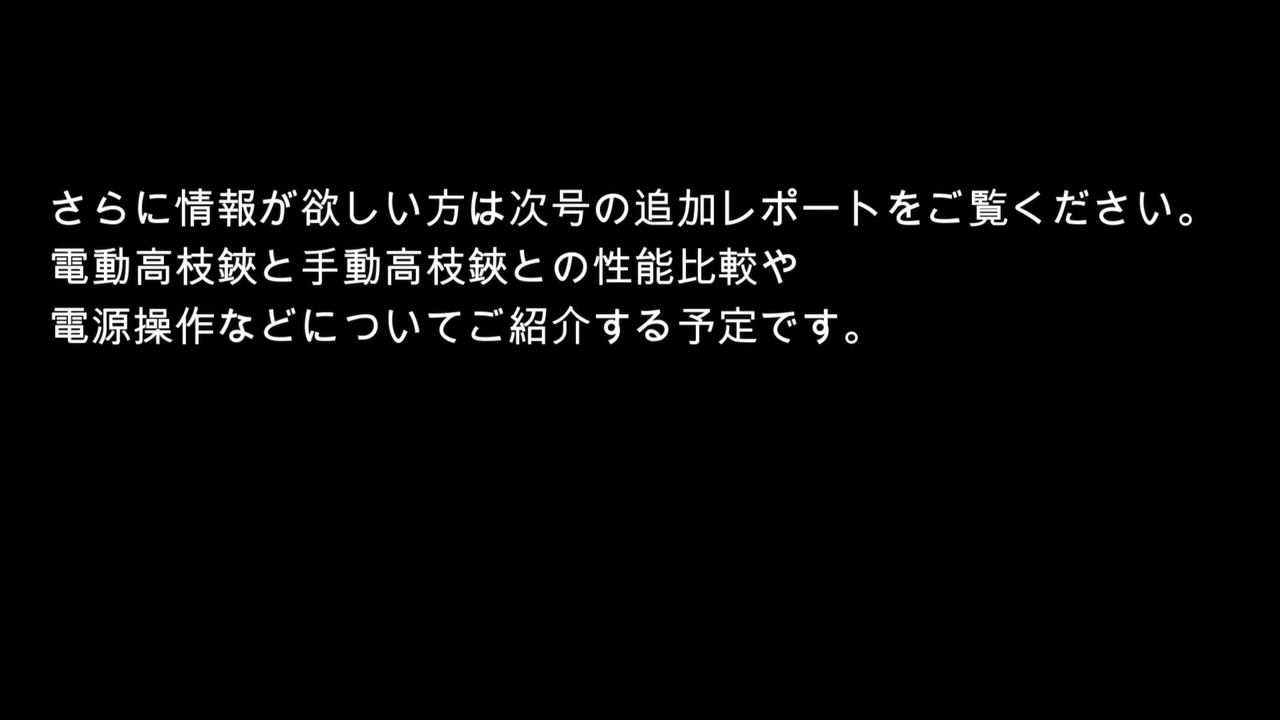 さらに情報が欲しい方は次号の追加レポートをご覧ください。
電動高枝鋏と手動高枝鋏との性能比較や
電源操作などについてご紹介する予定です。